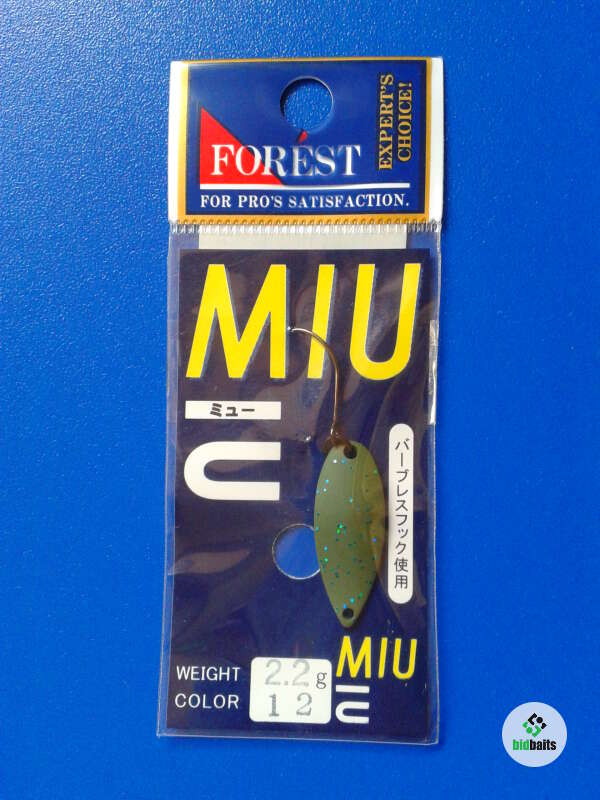 FOREST
FOR PRO'S SATISFACTION.
EXPERT'S
CHOICE!
MIU
ミュー
バーブレスフック使用
MIU
WEIGHT 2.2g
COLOR 12
bidbaits